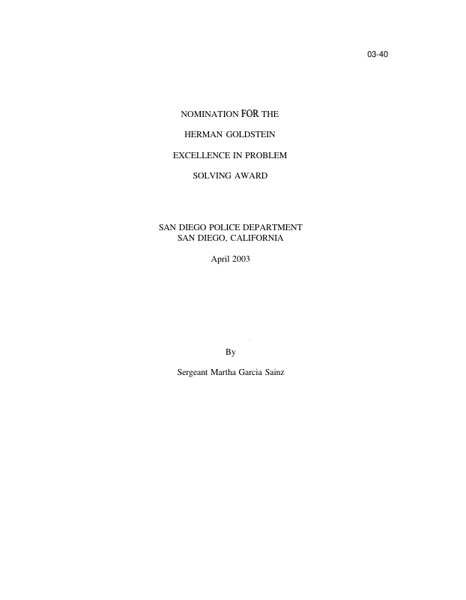 03-40
NOMINATION FOR THE
HERMAN GOLDSTEIN
EXCELLENCE IN PROBLEM
SOLVING AWARD
SAN DIEGO POLICE DEPARTMENT
SAN DIEGO, CALIFORNIA
April 2003
By
Sergeant Martha Garcia Sainz